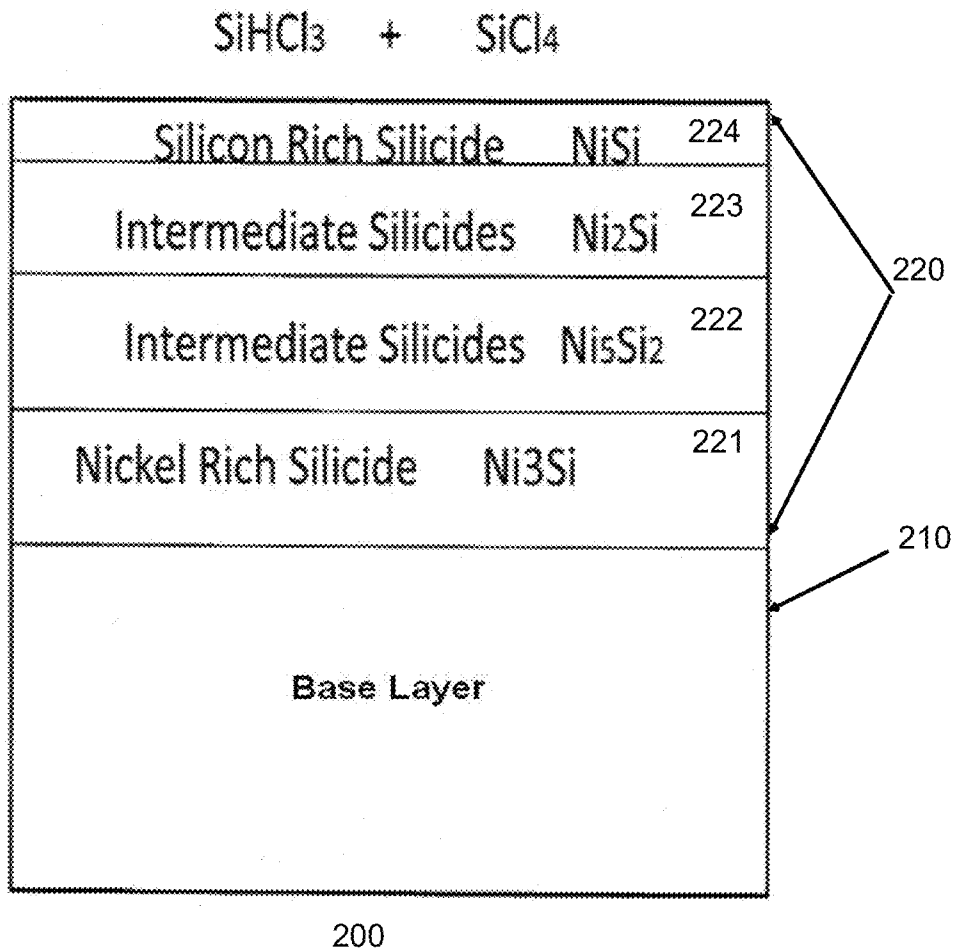 SiHCl3 + SiCl4
Silicon Rich Silicide NiSi 224
Intermediate Silicides Ni2Si 223
220
Intermediate Silicides Ni5Si2 222
Nickel Rich Silicide Ni3Si 221
210
Base Layer
200